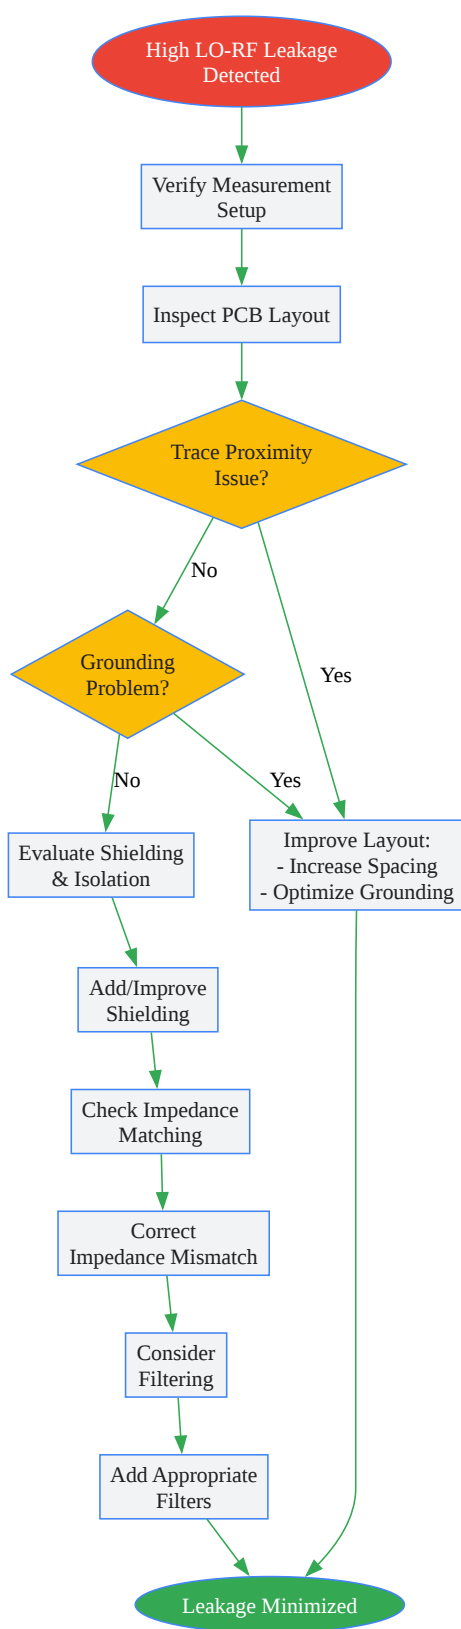 High LO-RF Leakage
Detected
Verify Measurement
Setup
Inspect PCB Layout
Trace Proximity
Issue?
No
Yes
Grounding
Problem?
No
Yes
Evaluate Shielding
& Isolation
Improve Layout:
- Increase Spacing
- Optimize Grounding
Add/Improve
Shielding
Check Impedance
Matching
Correct
Impedance Mismatch
Consider
Filtering
Add Appropriate
Filters
Leakage Minimized